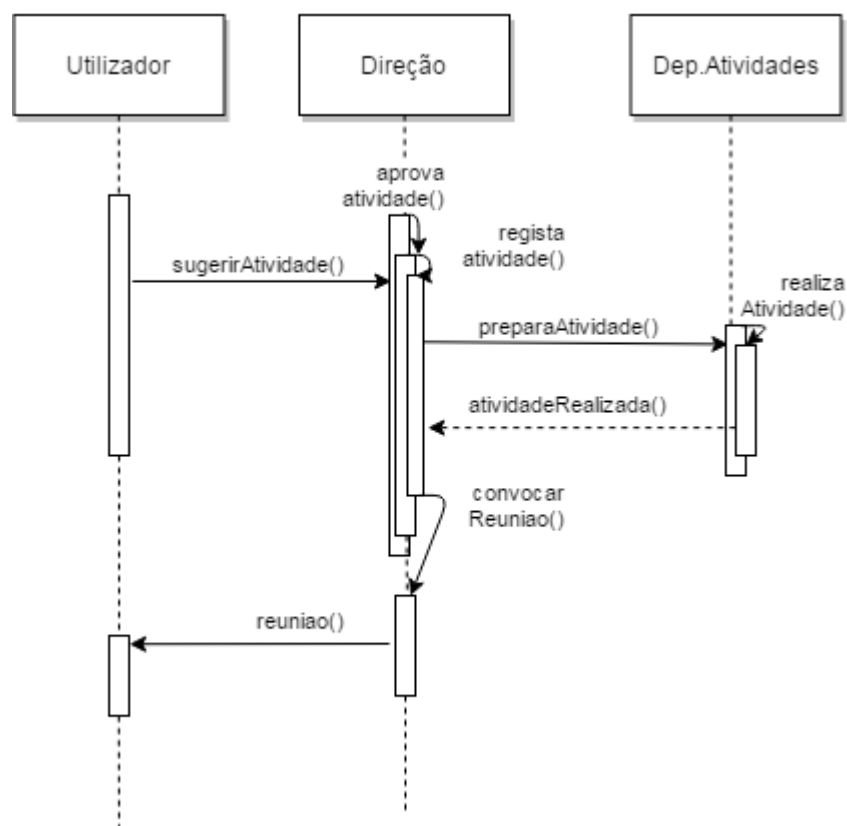 Utilizador
Direção
Dep.Atividades
aprova
atividade()
regista
atividade()
sugerirAtividade()
realiza
Atividade()
preparaAtividade()
atividadeRealizada()
convocar
Reuniao()
reuniao()